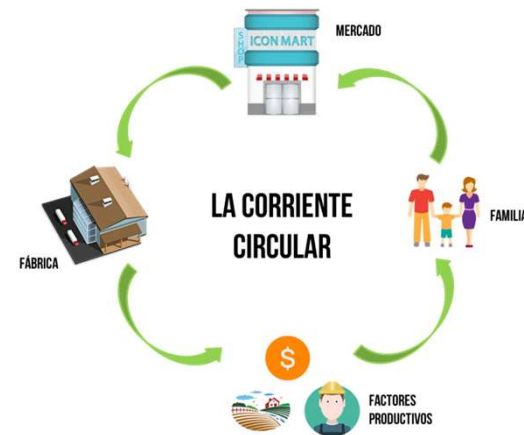 MERCADO
SHOP
ICON MART
LA CORRIENTE
CIRCULAR
FAMILIA
FÁBRICA
$
FACTORES
PRODUCTIVOS